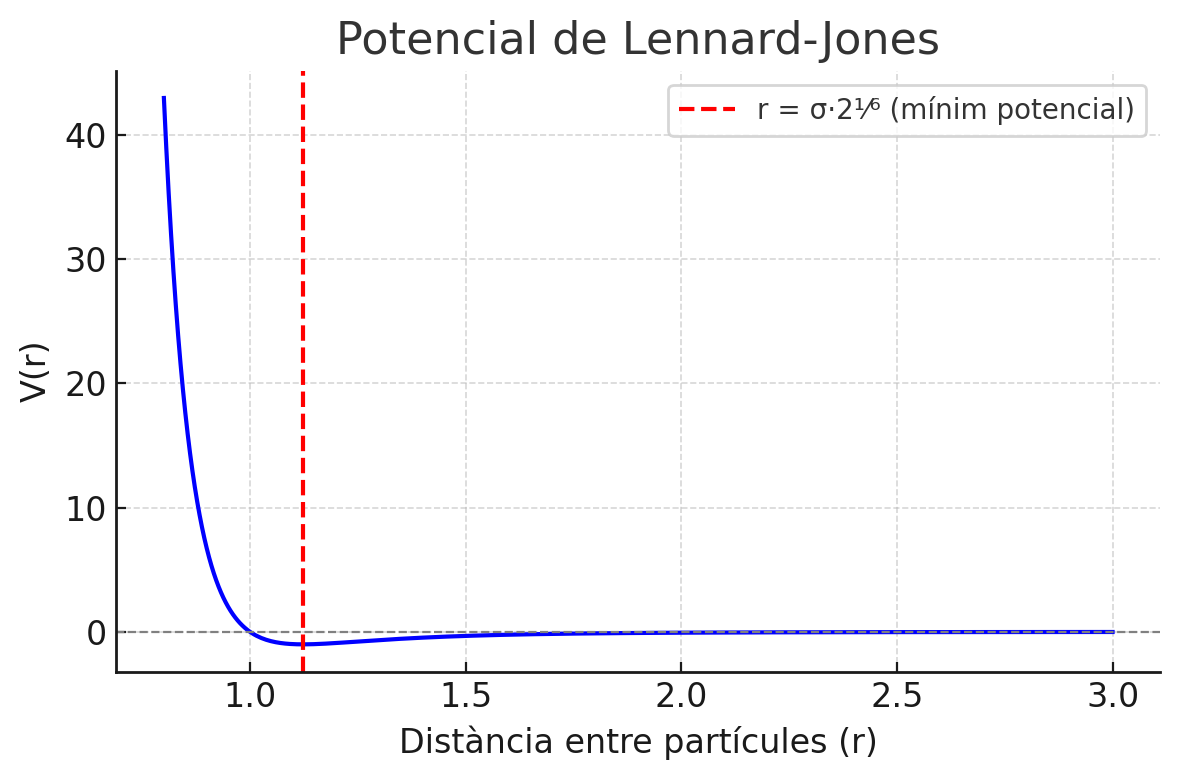 Potencial de Lennard-Jones
r = σ·2¹⁄⁶ (mínim potencial)
40
30
20
10
0
V(r)
1.0 1.5 2.0 2.5 3.0
Distància entre partícules (r)